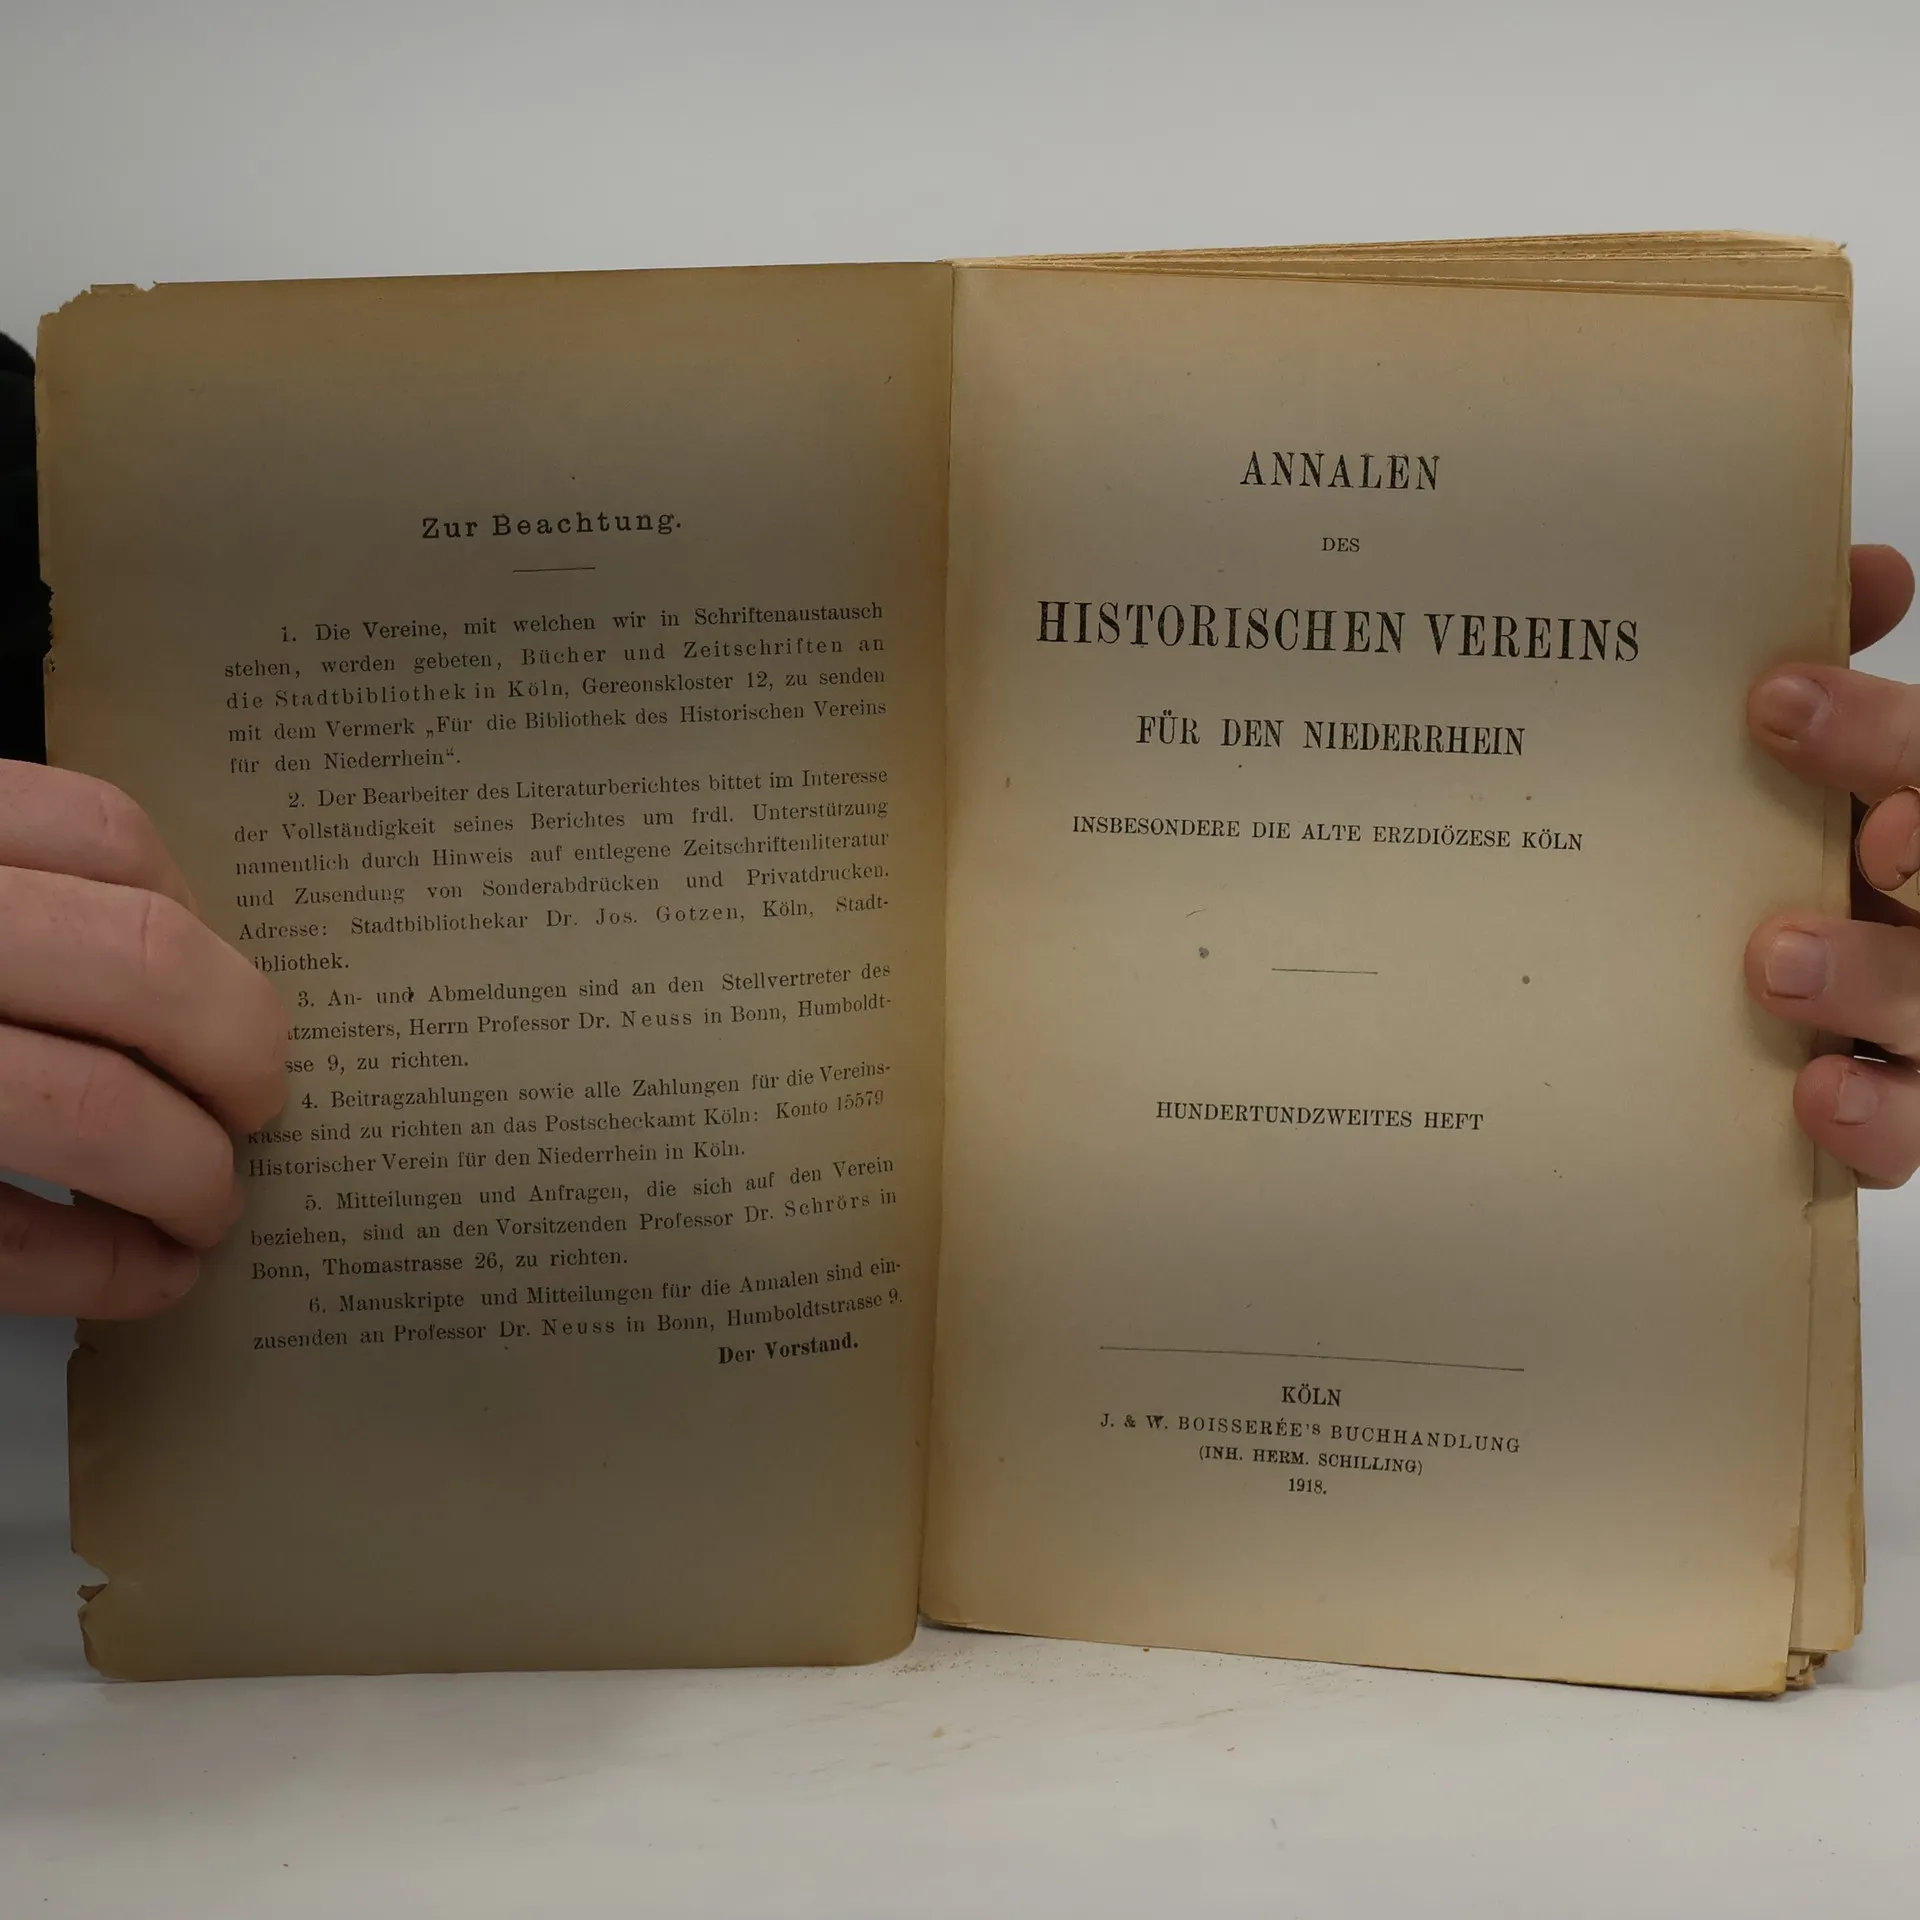 Zur Beachtung.
1. Die Vereine, mit welchen wir in Schriftenaustausch
stehen, werden gebeten, Bücher und Zeitschriften an
die Stadtbibliothek in Köln, Gereonskloster 12, zu senden
mit dem Vermerk „Für die Bibliothek des Historischen Vereins
für den Niederrhein“.
2. Der Bearbeiter des Literaturberichtes bittet im Interesse
der Vollständigkeit seines Berichtes um frdl. Unterstützung
namentlich durch Hinweis auf entlegene Zeitschriftenliteratur
und Zusendung von Sonderabdrücken und Privatdrucken.
Adresse: Stadtbibliothekar Dr. Jos. Gotzen, Köln, Stadt-
ibliothek.
3. An- und Abmeldungen sind an den Stellvertreter des
atzmeisters, Herrn Professor Dr. Neuss in Bonn, Humboldt-
sse 9, zu richten.
4. Beitragzahlungen sowie alle Zahlungen für die Vereins-
kasse sind zu richten an das Postscheckamt Köln: Konto 15579
Historischer Verein für den Niederrhein in Köln.
5. Mitteilungen und Anfragen, die sich auf den Verein
beziehen, sind an den Vorsitzenden Professor Dr. Schrörs in
Bonn, Thomastrasse 26, zu richten.
6. Manuskripte und Mitteilungen für die Annalen sind ein-
zusenden an Professor Dr. Neuss in Bonn, Humboldtstrasse 9.
Der Vorstand.
ANNALEN
DES
HISTORISCHEN VEREINS
FÜR DEN NIEDERRHEIN
INSBESONDERE DIE ALTE ERZDIÖZESE KÖLN
HUNDERTUNDZWEITES HEFT
KÖLN
J. & W. BOISSERÉE'S BUCHHANDLUNG
(INH. HERM. SCHILLING)
1918.